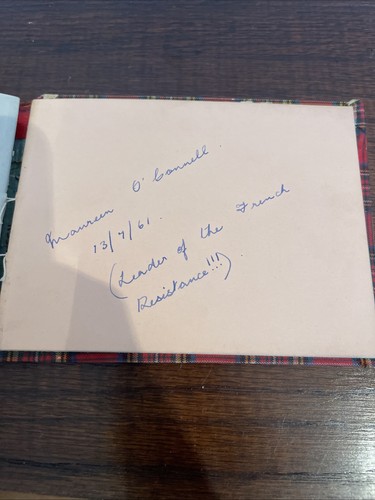 Maureen O'Connell.
13/7/61.
(Leader of the French
Resistance!!!).